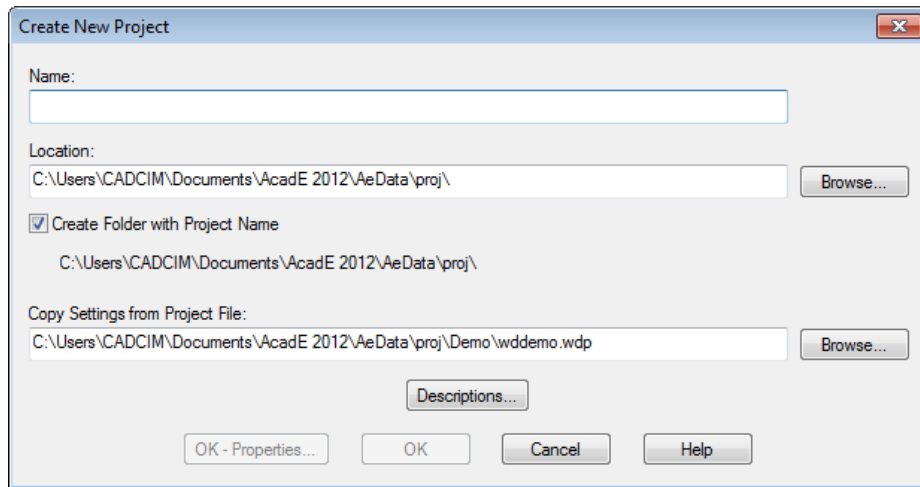 Create New Project
Name:
Location:
C:\Users\CADCIM\Documents\AcadE 2012\AeData\proj\
Browse...
Create Folder with Project Name
C:\Users\CADCIM\Documents\AcadE 2012\AeData\proj\
Copy Settings from Project File:
C:\Users\CADCIM\Documents\AcadE 2012\AeData\proj\Demo\wddemo.wdp
Browse...
Descriptions...
OK - Properties...
OK
Cancel
Help